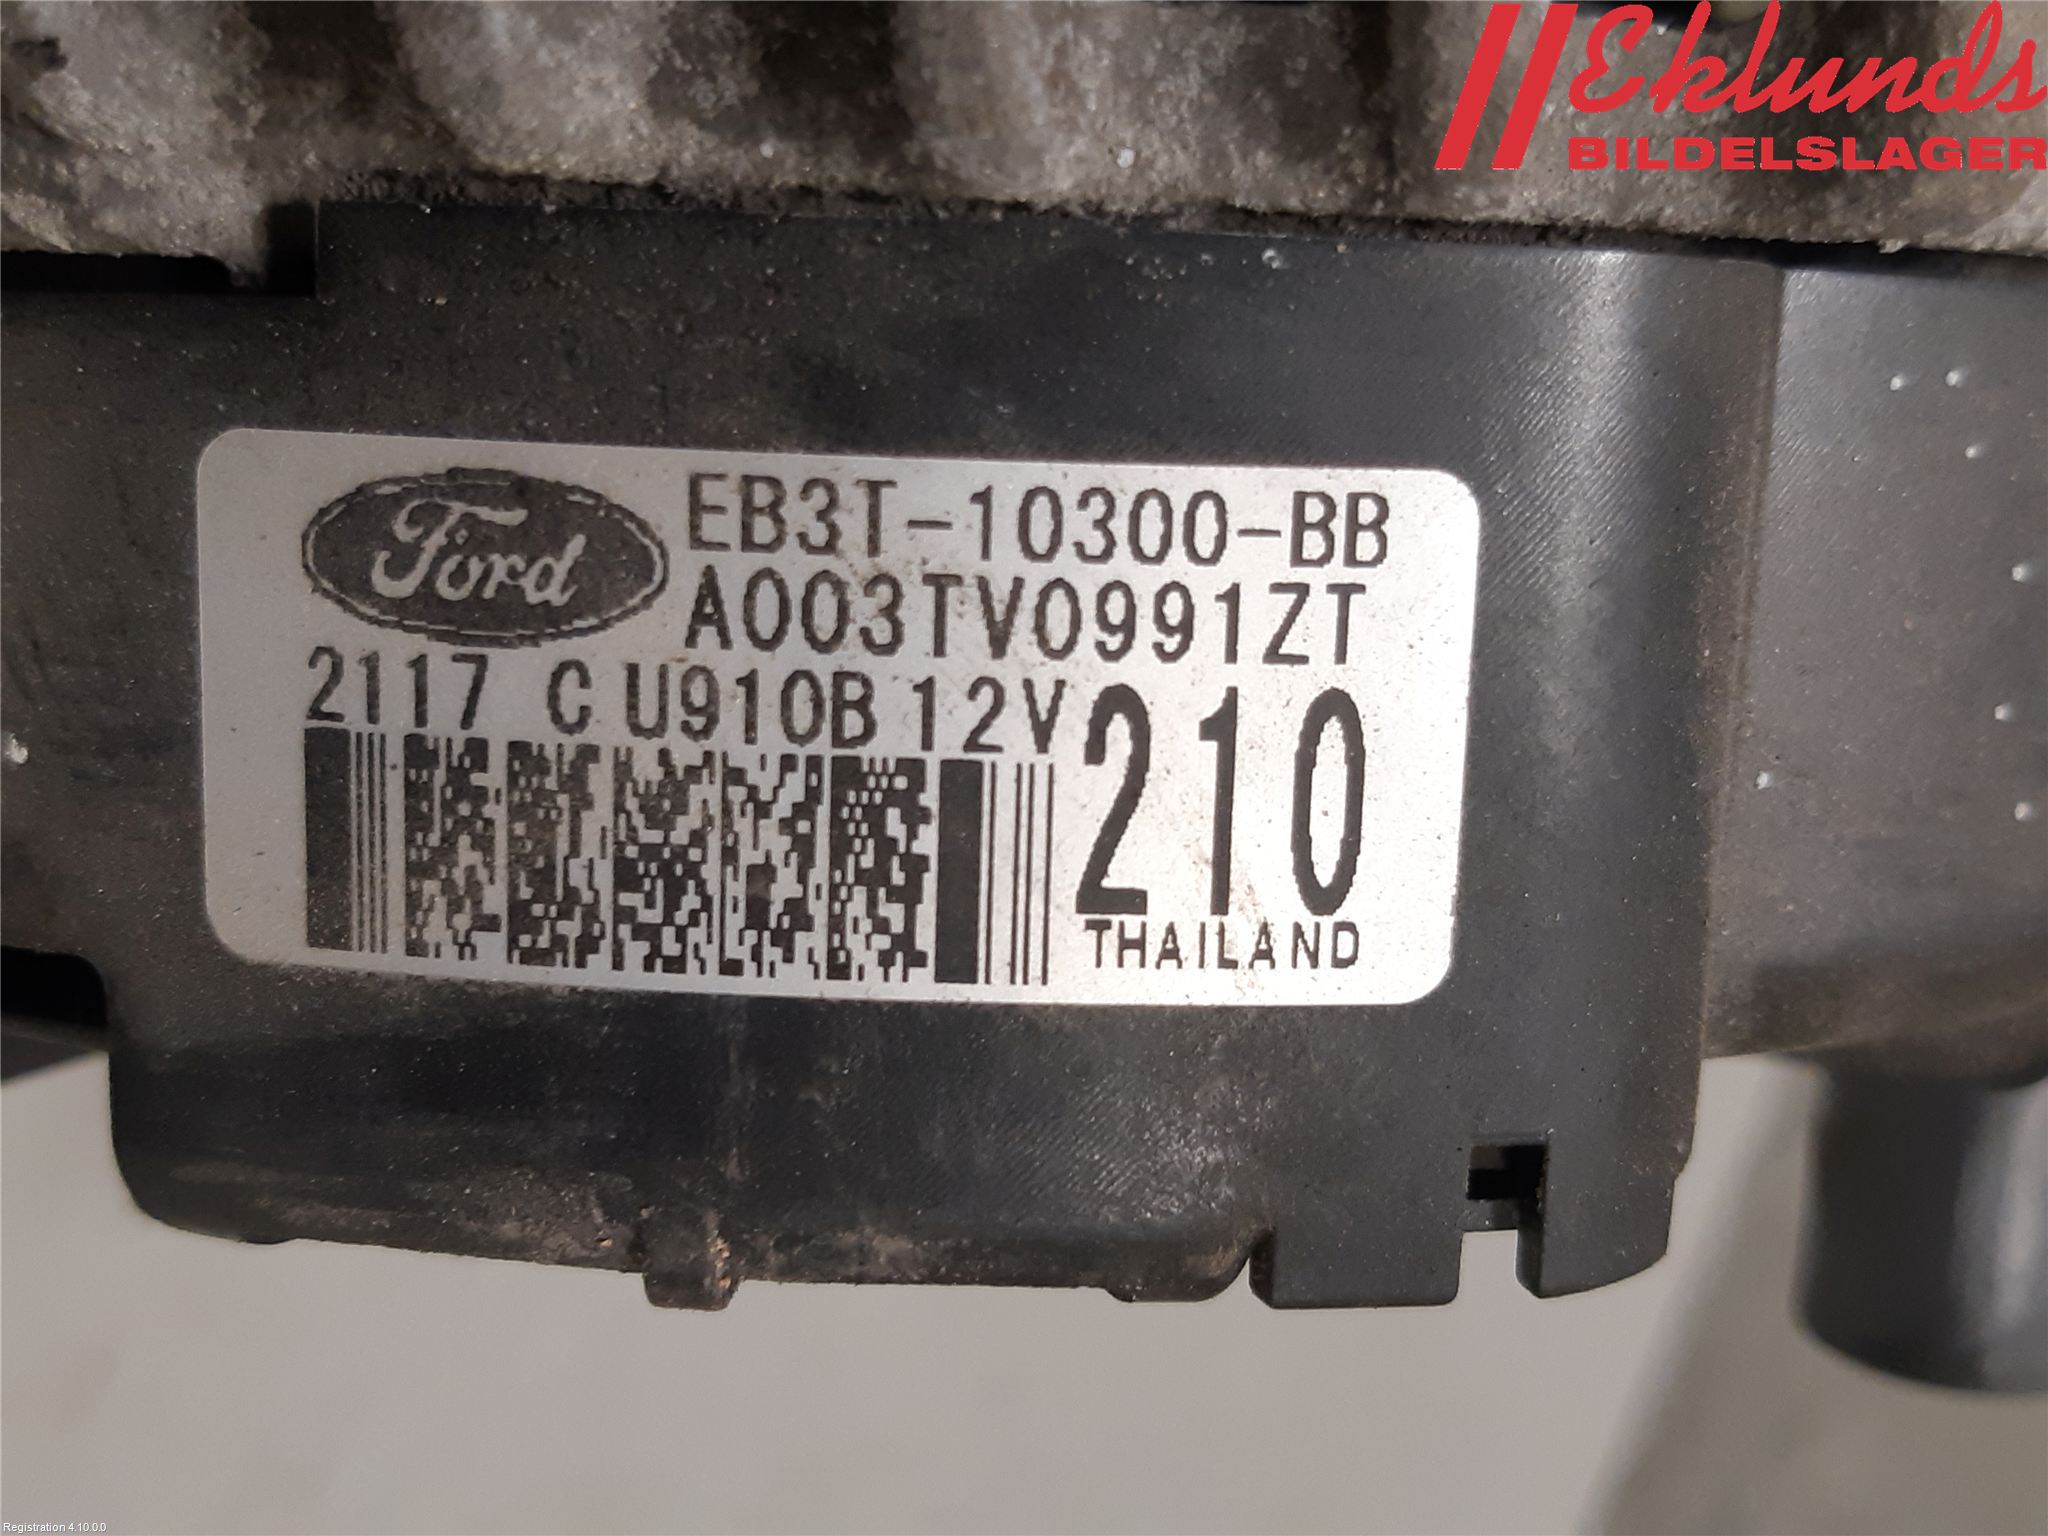 Eklunds
BILDELSLAGER
Ford
EB3T-10300-BB
A003TV0991ZT
2117 C U910B 12V
210
THAILAND
Registration 4.10.0.0